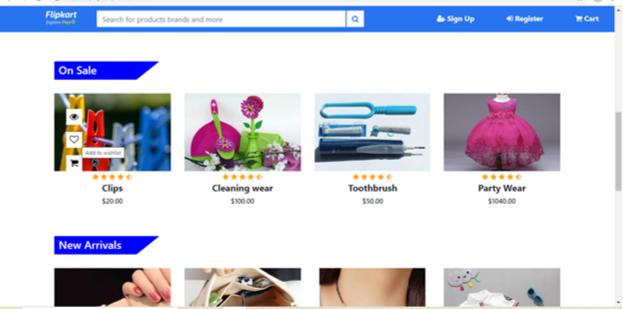 Flipkart
Explore Plus
Search for products brands and more
Sign Up
Register
Cart
On Sale
Add to wishlist
Clips
Cleaning wear
Toothbrush
Party Wear
$20.00
$100.00
$50.00
$1040.00
New Arrivals